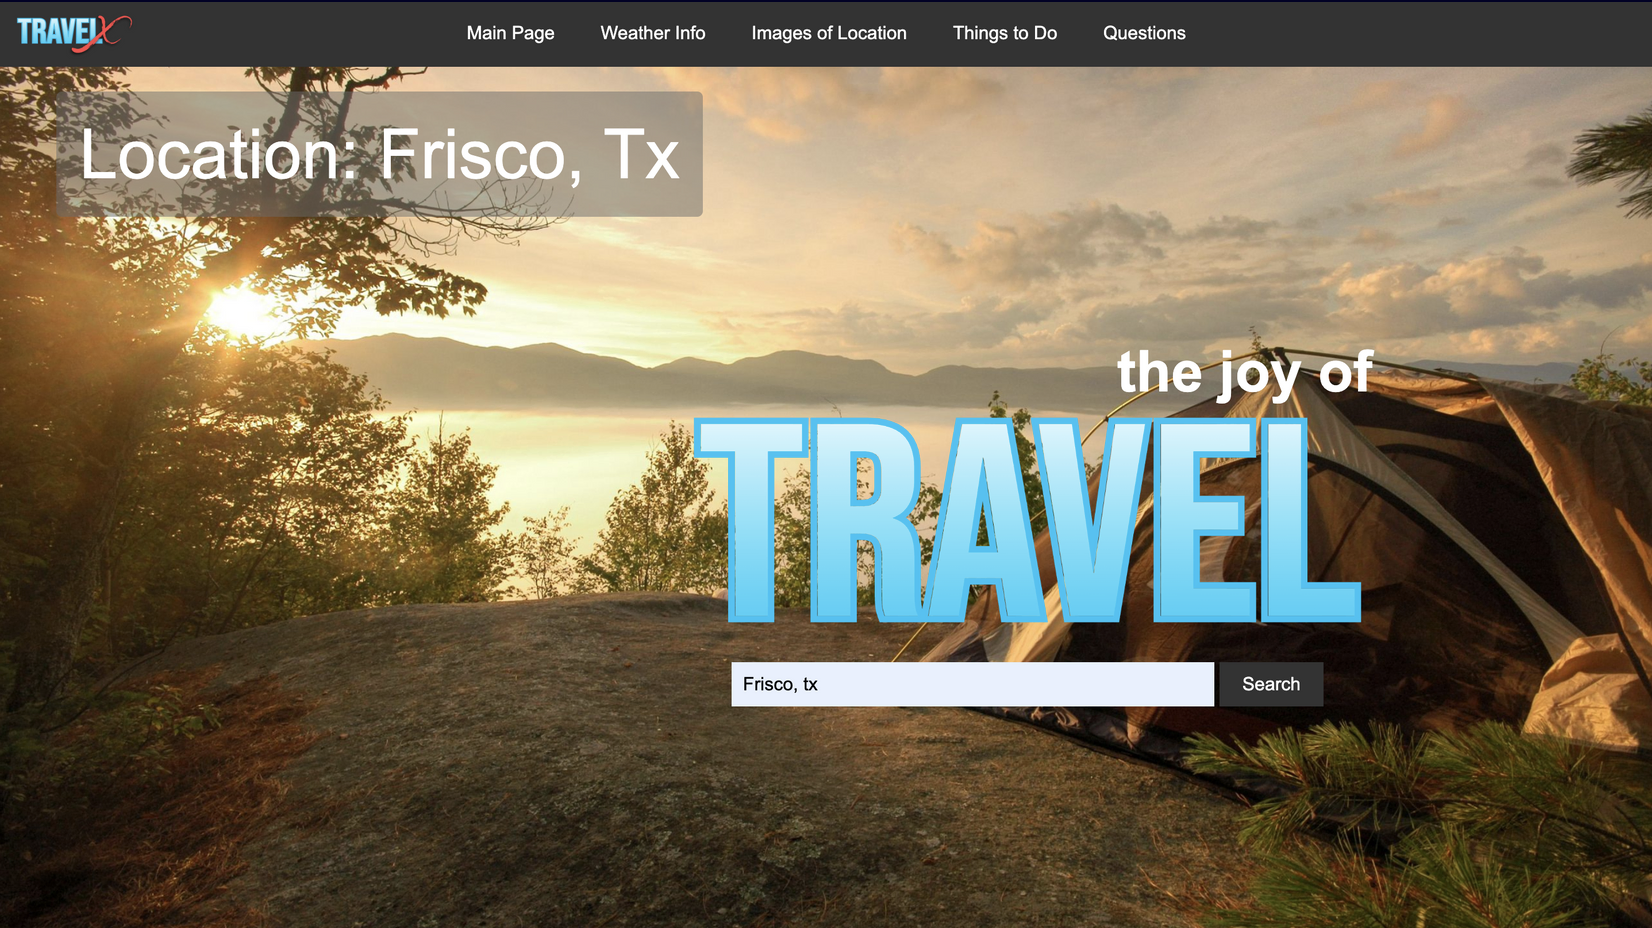 TRAVELX
Main Page
Weather Info
Images of Location
Things to Do
Questions
Location: Frisco, Tx
the joy of
TRAVEL
Frisco, tx
Search